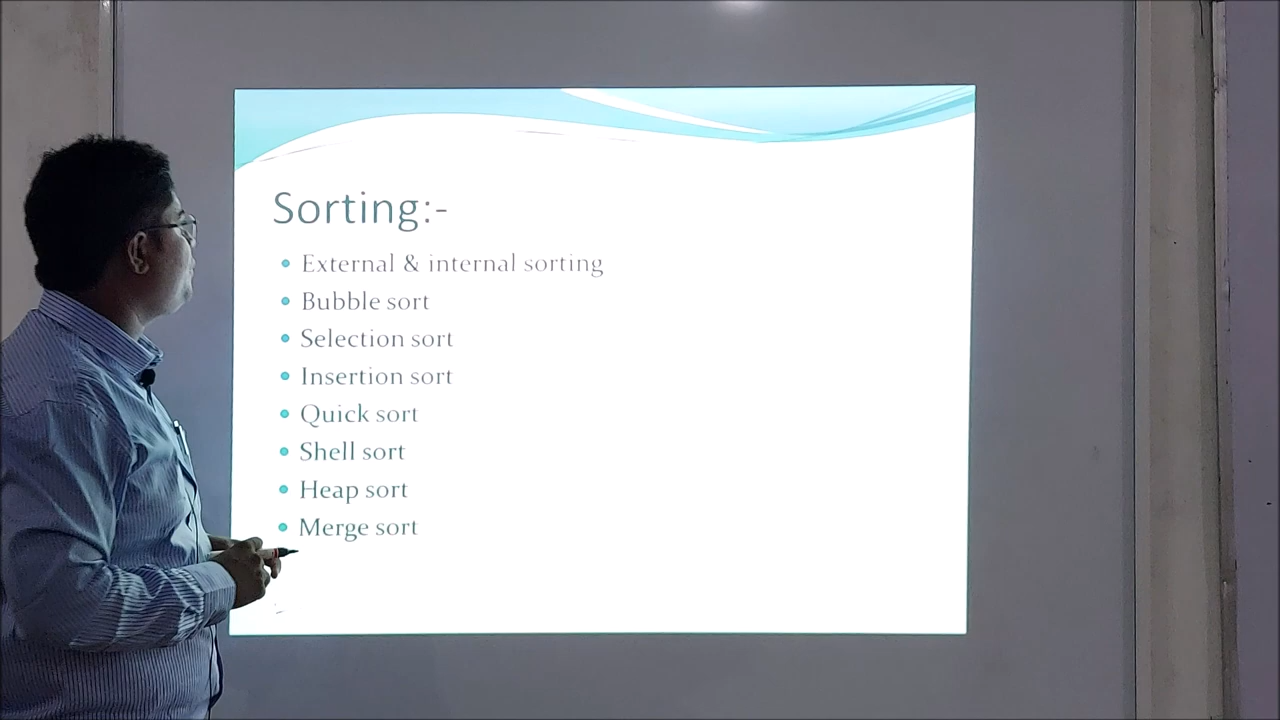 Sorting:-
External & internal sorting
Bubble sort
Selection sort
Insertion sort
Quick sort
Shell sort
Heap sort
Merge sort